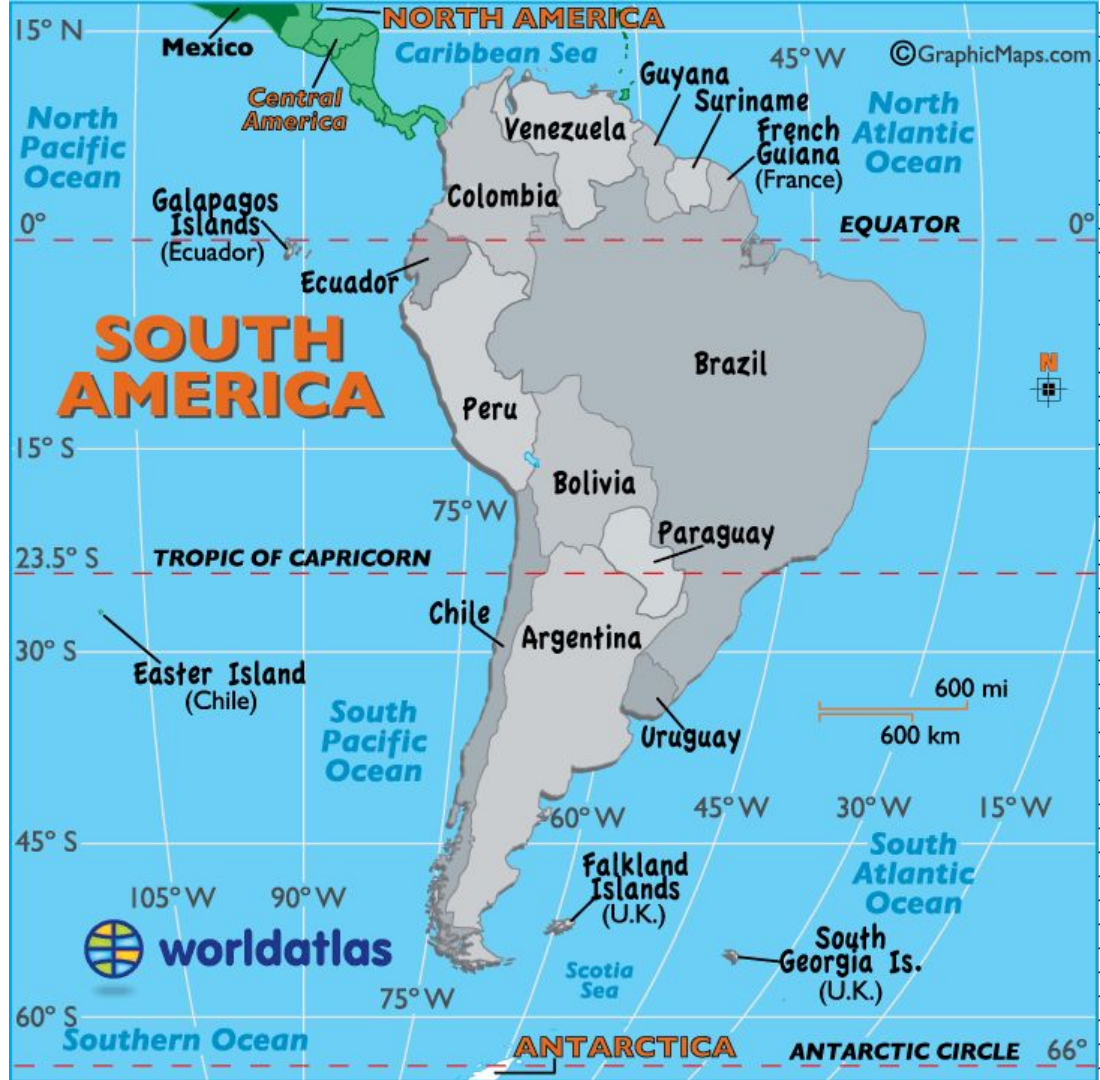 NORTH AMERICA
15° N
Mexico
Caribbean Sea
45° W
©GraphicMaps.com
Guyana
Suriname
Central
America
North
Pacific
Ocean
Venezuela
French
Guiana
(France)
North
Atlantic
Ocean
Galapagos
Islands
(Ecuador)
Colombia
0°
EQUATOR
0°
Ecuador
SOUTH
AMERICA
Brazil
N
Peru
15° S
Bolivia
75° W
Paraguay
23.5° S
TROPIC OF CAPRICORN
Chile
Argentina
30° S
Easter Island
(Chile)
600 mi
600 km
South
Pacific
Ocean
Uruguay
60° W
45° W
30° W
15° W
45° S
South
Atlantic
Ocean
Falkland
Islands
(U.K.)
105° W
90° W
worldatlas
South
Georgia Is.
(U.K.)
Scotia
Sea
75° W
60° S
Southern Ocean
ANTARCTICA
ANTARCTIC CIRCLE
66°